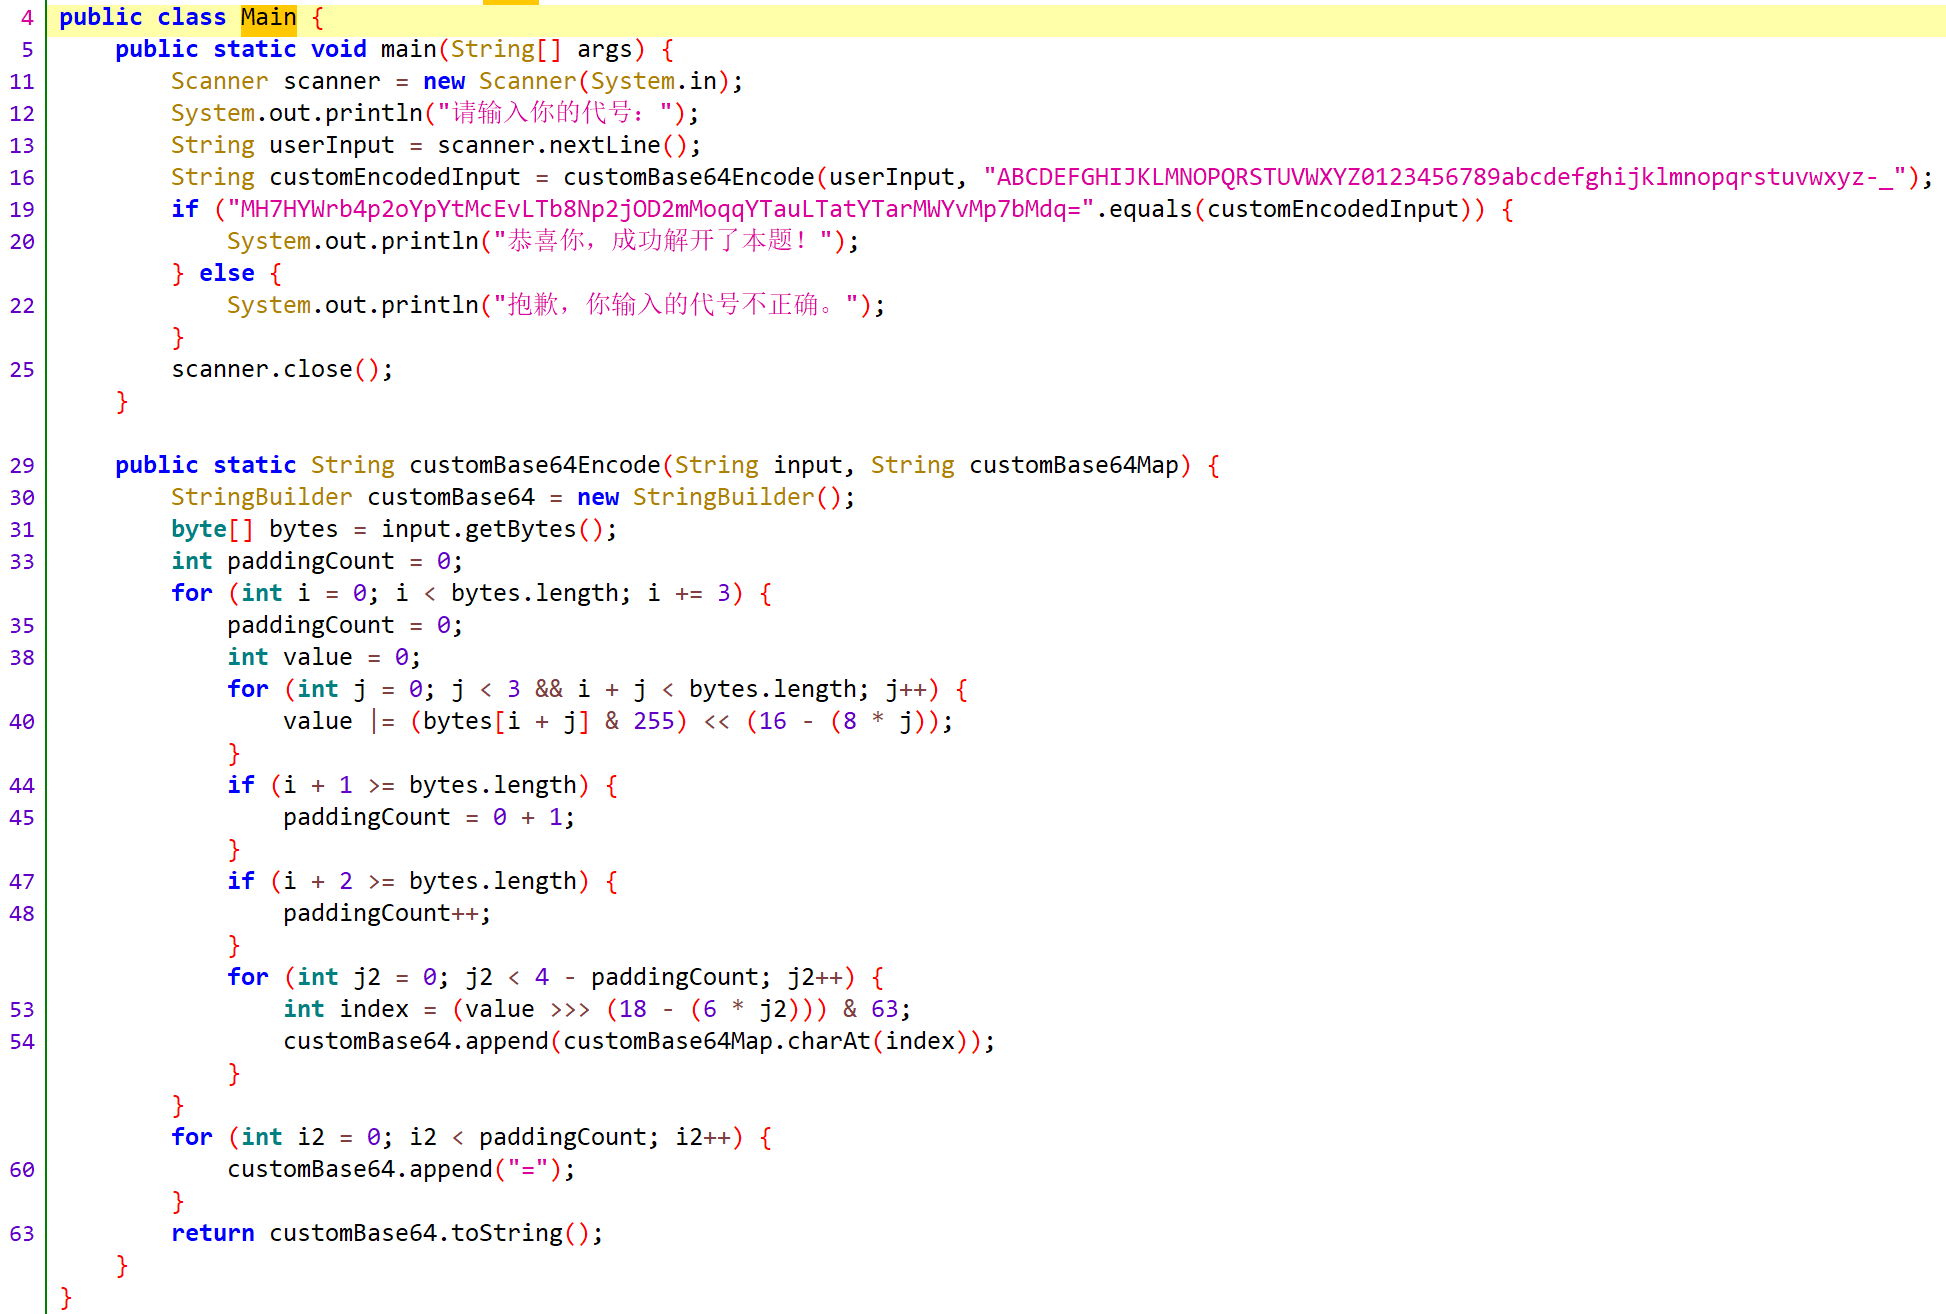 4 public class Main {
5 public static void main(String[] args) {
11 Scanner scanner = new Scanner(System.in);
12 System.out.println("请输入你的代号：");
13 String userInput = scanner.nextLine();
16 String customEncodedInput = customBase64Encode(userInput, "ABCDEFGHIJKLMNOPQRSTUVWXYZ0123456789abcdefghijklmnopqrstuvwxyz-_");
19 if ("MH7HYWrb4p2oYpYtMcEvLTb8Np2jOD2mMoqqYTauLTatYTarMWYvMp7bMdq=".equals(customEncodedInput)) {
20 System.out.println("恭喜你，成功解开了本题！");
} else {
22 System.out.println("抱歉，你输入的代号不正确。");
}
25 scanner.close();
}
29 public static String customBase64Encode(String input, String customBase64Map) {
30 StringBuilder customBase64 = new StringBuilder();
31 byte[] bytes = input.getBytes();
33 int paddingCount = 0;
for (int i = 0; i < bytes.length; i += 3) {
35 paddingCount = 0;
38 int value = 0;
for (int j = 0; j < 3 && i + j < bytes.length; j++) {
40 value |= (bytes[i + j] & 255) << (16 - (8 * j));
}
44 if (i + 1 >= bytes.length) {
45 paddingCount = 0 + 1;
}
47 if (i + 2 >= bytes.length) {
48 paddingCount++;
}
for (int j2 = 0; j2 < 4 - paddingCount; j2++) {
53 int index = (value >>> (18 - (6 * j2))) & 63;
54 customBase64.append(customBase64Map.charAt(index));
}
}
for (int i2 = 0; i2 < paddingCount; i2++) {
60 customBase64.append("=");
}
63 return customBase64.toString();
}
}